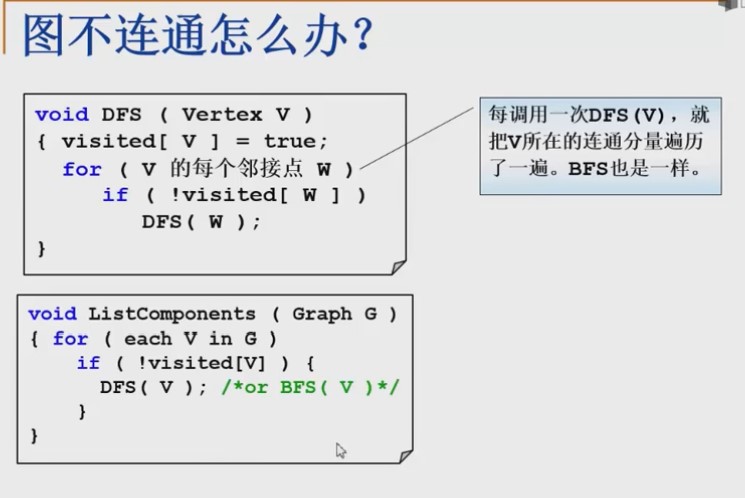 图不连通怎么办？
void DFS ( Vertex V )
{ visited[ V ] = true;
for ( V 的每个邻接点 W )
if ( !visited[ W ] )
DFS( W );
}
每调用一次DFS(V)，就
把V所在的连通分量遍历
了一遍。BFS也是一样。
void ListComponents ( Graph G )
{ for ( each V in G )
if ( !visited[V] ) {
DFS( V ); /*or BFS( V )*/
}
}